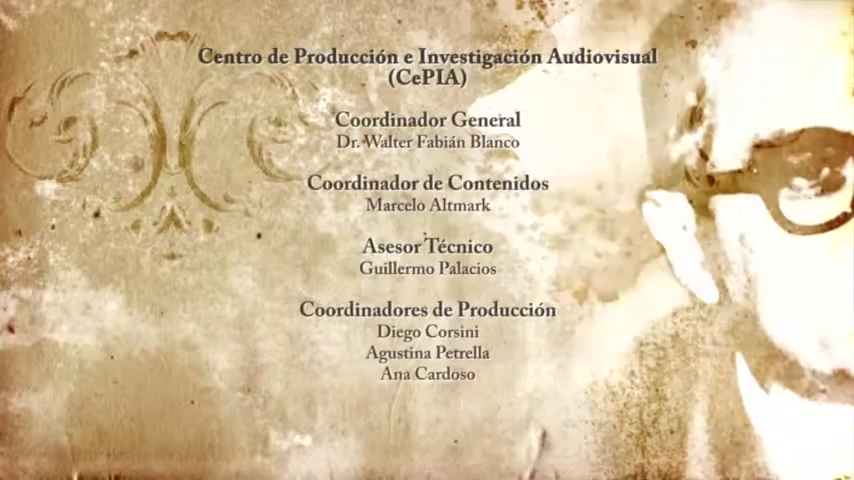 Centro de Producción e Investigación Audiovisual
(CePIA)
Coordinador General
Dr. Walter Fabián Blanco
Coordinador de Contenidos
Marcelo Altmark
Asesor Técnico
Guillermo Palacios
Coordinadores de Producción
Diego Corsini
Agustina Petrella
Ana Cardoso